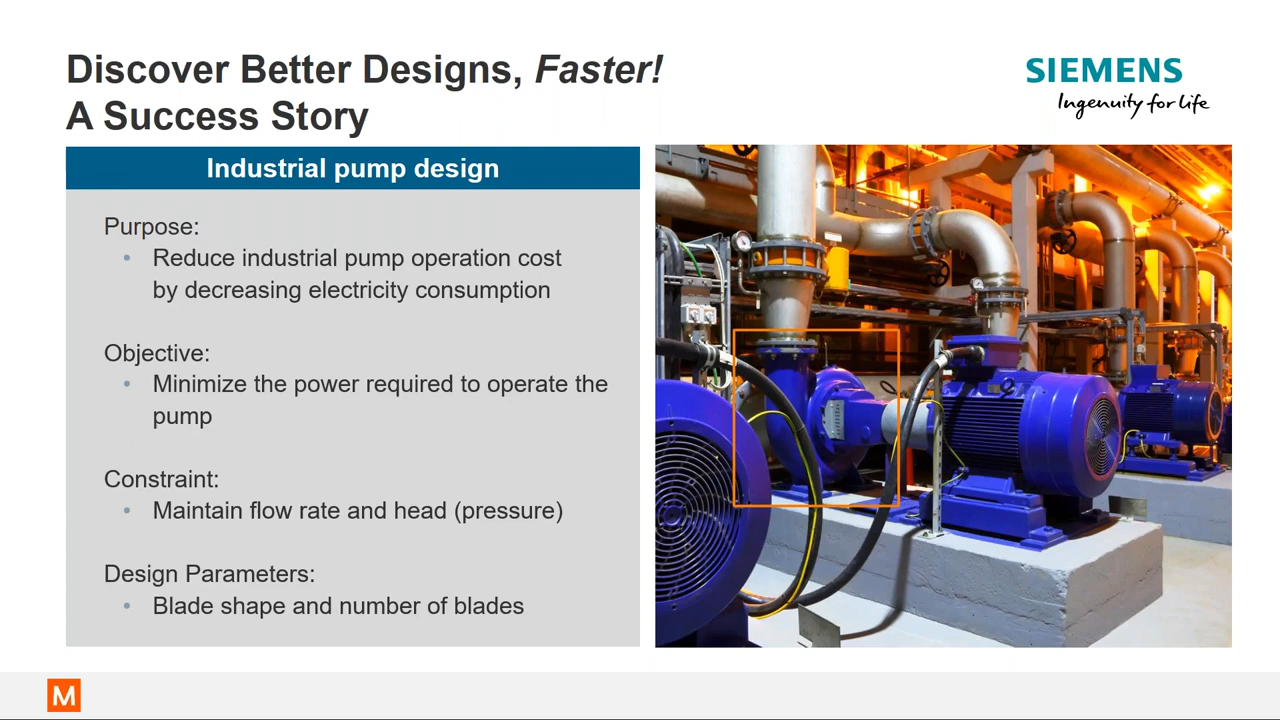 Discover Better Designs, Faster!
A Success Story
SIEMENS
Ingenuity for life
Industrial pump design
Purpose:
• Reduce industrial pump operation cost
by decreasing electricity consumption
Objective:
• Minimize the power required to operate the
pump
Constraint:
• Maintain flow rate and head (pressure)
Design Parameters:
• Blade shape and number of blades
M